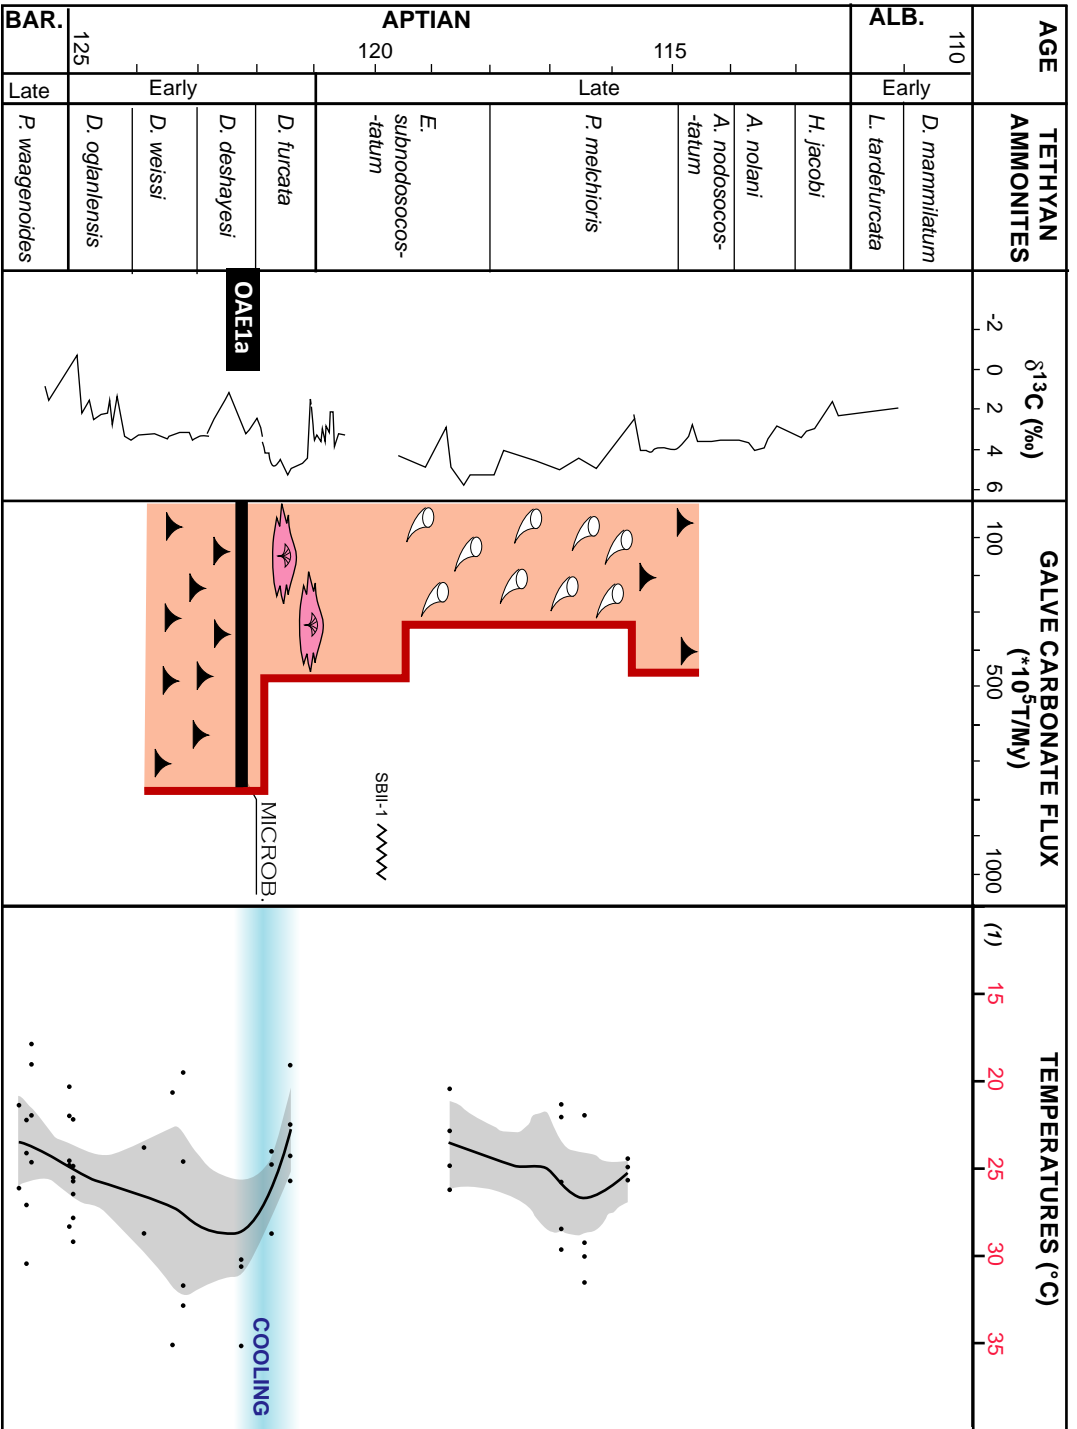 AGE
BAR.
APTIAN
ALB.
125
120
115
110
Late
Early
Late
Early
TETHYAN
AMMONITES
P. waagenoides
D. oglanlensis
D. weissi
D. deshayesi
D. furcata
E.
subnodosocos-
-tatum
P. melchioris
A. nodosocos-
-tatum
A. nolani
H. jacobi
L. tardefurcata
D. mammilatum
δ13C (‰)
-2
0
2
4
6
OAE1a
GALVE CARBONATE FLUX
(*10⁵T/My)
100
500
1000
MICROB.
SBII-1
TEMPERATURES (°C)
(1)
15
20
25
30
35
COOLING